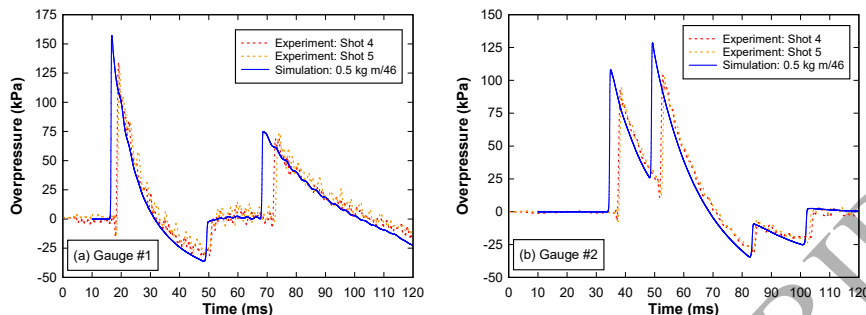 175
150
125
100
75
50
25
0
-25
-50
Overpressure (kPa)
Experiment: Shot 4
Experiment: Shot 5
Simulation: 0.5 kg m/46
(a) Gauge #1
0 10 20 30 40 50 60 70 80 90 100 110 120
Time (ms)
150
125
100
75
50
25
0
-25
-50
Overpressure (kPa)
Experiment: Shot 4
Experiment: Shot 5
Simulation: 0.5 kg m/46
(b) Gauge #2
0 10 20 30 40 50 60 70 80 90 100 110 120
Time (ms)